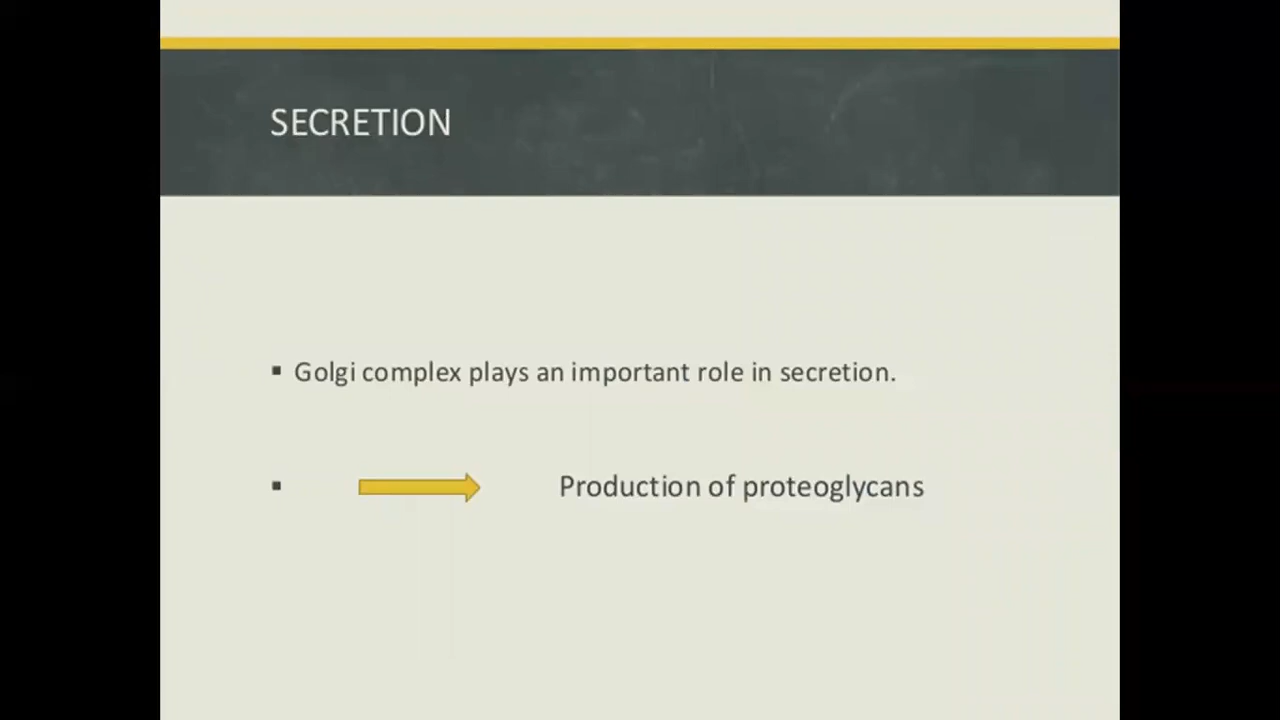 SECRETION
Golgi complex plays an important role in secretion.
Production of proteoglycans